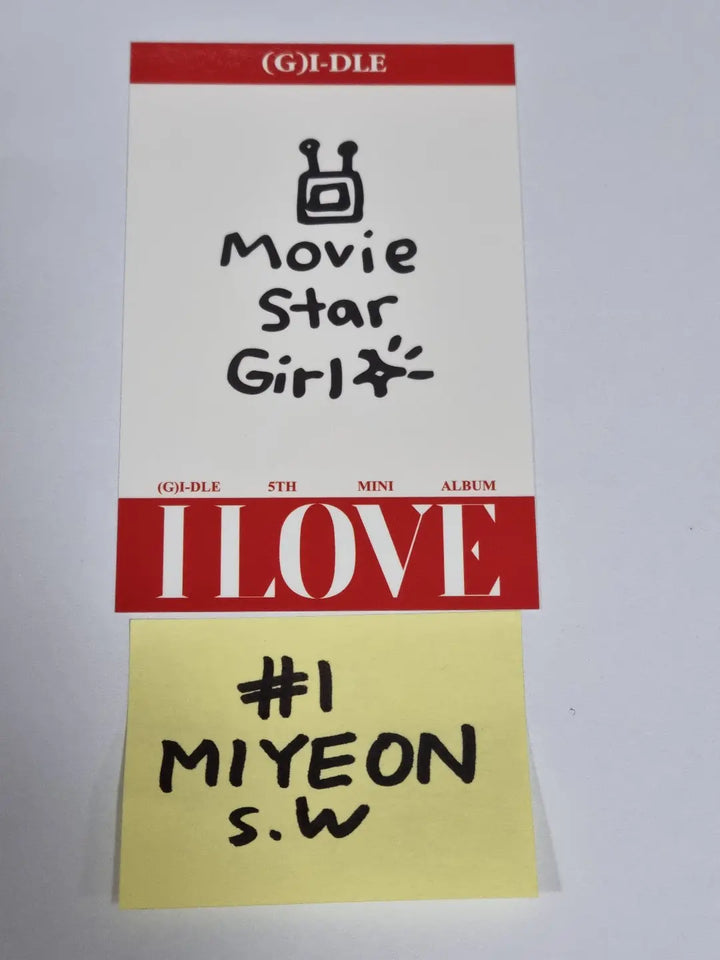 (G)I-DLE
Movie
Star
Girl
(G)I-DLE 5TH MINI ALBUM
I LOVE
#1
MIYEON
S.W